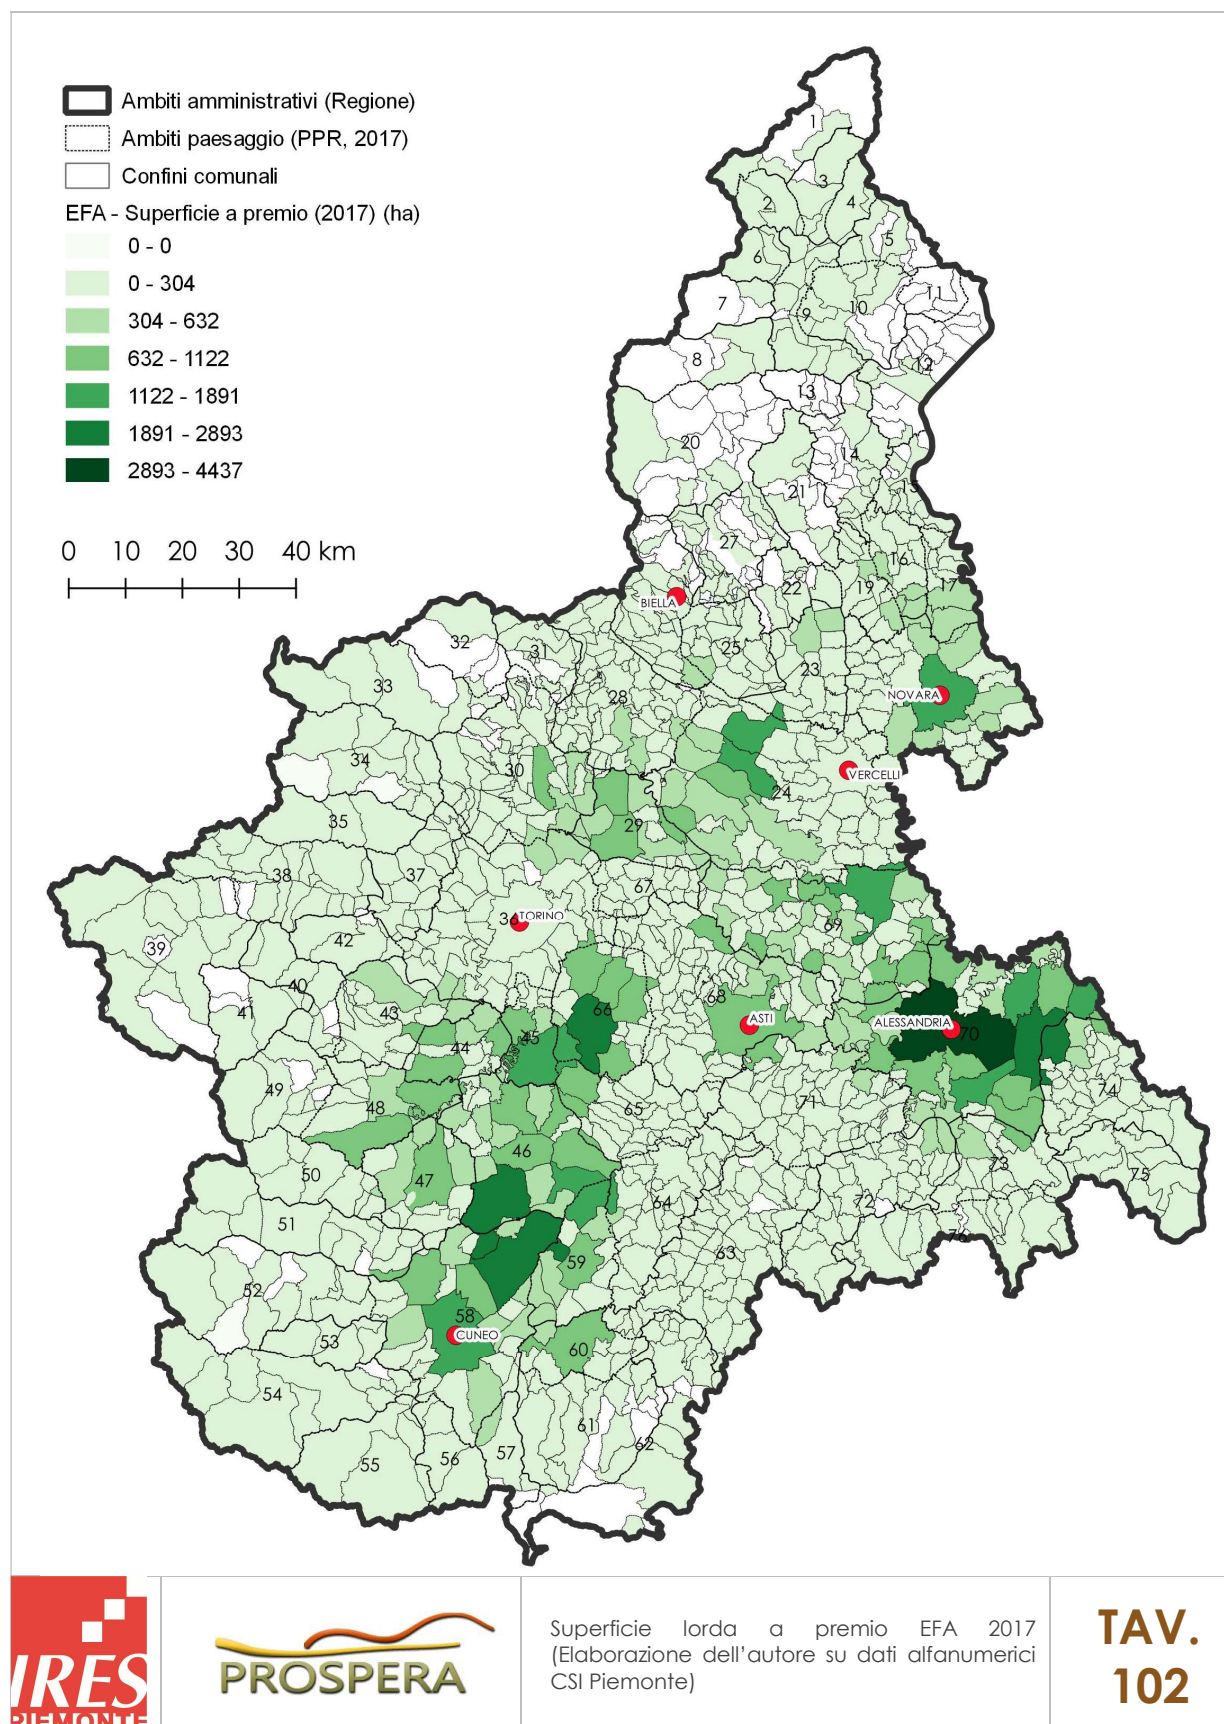 Ambiti amministrativi (Regione)
Ambiti paesaggio (PPR, 2017)
Confini comunali
EFA - Superficie a premio (2017) (ha)
0 - 0
0 - 304
304 - 632
632 - 1122
1122 - 1891
1891 - 2893
2893 - 4437
0 10 20 30 40 km
1
3
2
4
5
6
11
7
9
10
8
12
13
20
14
21
15
27
16
22
19
17
BIELLA
32
31
25
33
23
28
NOVARA
34
30
VERCELLI
24
35
29
38
37
67
36
TORINO
69
39
42
40
41
43
68
66
ASTI
ALESSANDRIA
70
45
44
49
48
65
71
74
46
50
47
73
75
51
64
72
76
63
52
59
58
CUNEO
53
60
54
61
62
55
56
57
IRES
PIEMONTE
PROSPERA
Superficie lorda a premio EFA 2017
(Elaborazione dell'autore su dati alfanumerici
CSI Piemonte)
TAV.
102